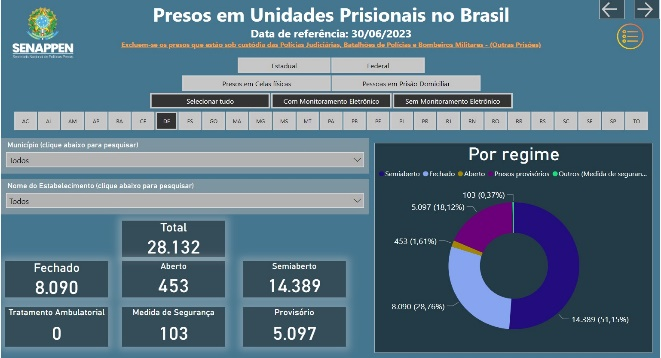 Presos em Unidades Prisionais no Brasil
Data de referência: 30/06/2023
Excluem-se os presos que estão sob custódia das Polícias Judiciárias, Batalhões de Polícias e Bombeiros Militares - (Outras Prisões)
SENAPPEN
Estadual Federal
Presos em Celas físicas Pessoas em Prisão Domiciliar
Selecionar tudo Com Monitoramento Eletrônico Sem Monitoramento Eletrônico
AC AL AM AP BA CE DF ES GO MA MG MS MT PA PB PE PI PR RJ RN RO RR RS SC SE SP TO
Município (clique abaixo para pesquisar)
Todos
Nome do Estabelecimento (clique abaixo para pesquisar)
Todos
Total
28.132
Fechado
8.090
Aberto
453
Semiaberto
14.389
Tratamento Ambulatorial
0
Medida de Segurança
103
Provisório
5.097
Por regime
Semiaberto Fechado Aberto Presos provisórios Outros (Medida de seguran...
103 (0,37%)
5.097 (18,12%)
453 (1,61%)
8.090 (28,76%)
14.389 (51,15%)